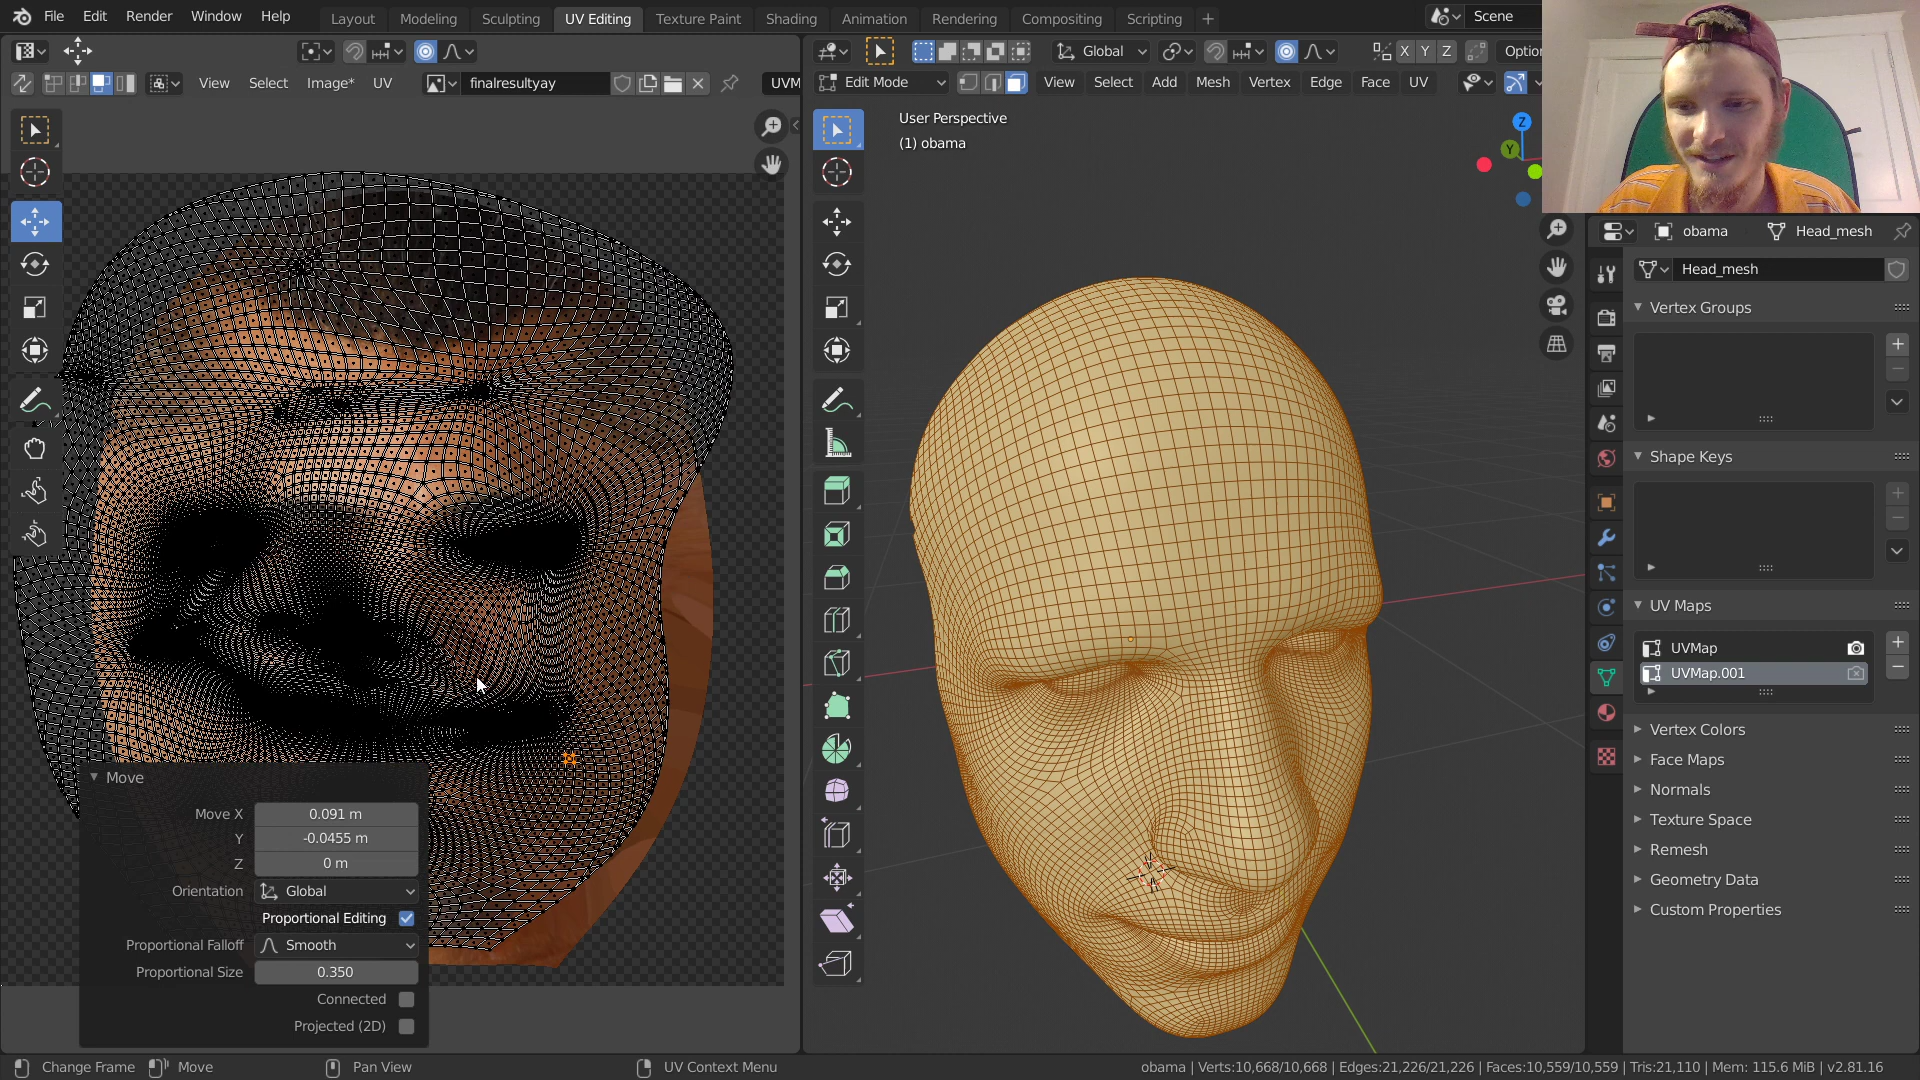 File Edit Render Window Help Layout Modeling Sculpting UV Editing Texture Paint Shading Animation Rendering Compositing Scripting + Scene
Global X Y Z Optio
View Select Image* UV finalresultyay UVM Edit Mode View Select Add Mesh Vertex Edge Face UV
User Perspective
(1) obama
Z
Y
obama Head_mesh
Head_mesh
Vertex Groups
Shape Keys
UV Maps
UVMap
UVMap.001
Vertex Colors
Face Maps
Normals
Texture Space
Remesh
Geometry Data
Custom Properties
Move
Move X 0.091 m
Y -0.0455 m
Z 0 m
Orientation Global
Proportional Editing
Proportional Falloff Smooth
Proportional Size 0.350
Connected
Projected (2D)
Change Frame Move Pan View UV Context Menu obama | Verts:10,668/10,668 | Edges:21,226/21,226 | Faces:10,559/10,559 | Tris:21,110 | Mem: 115.6 MiB | v2.81.16